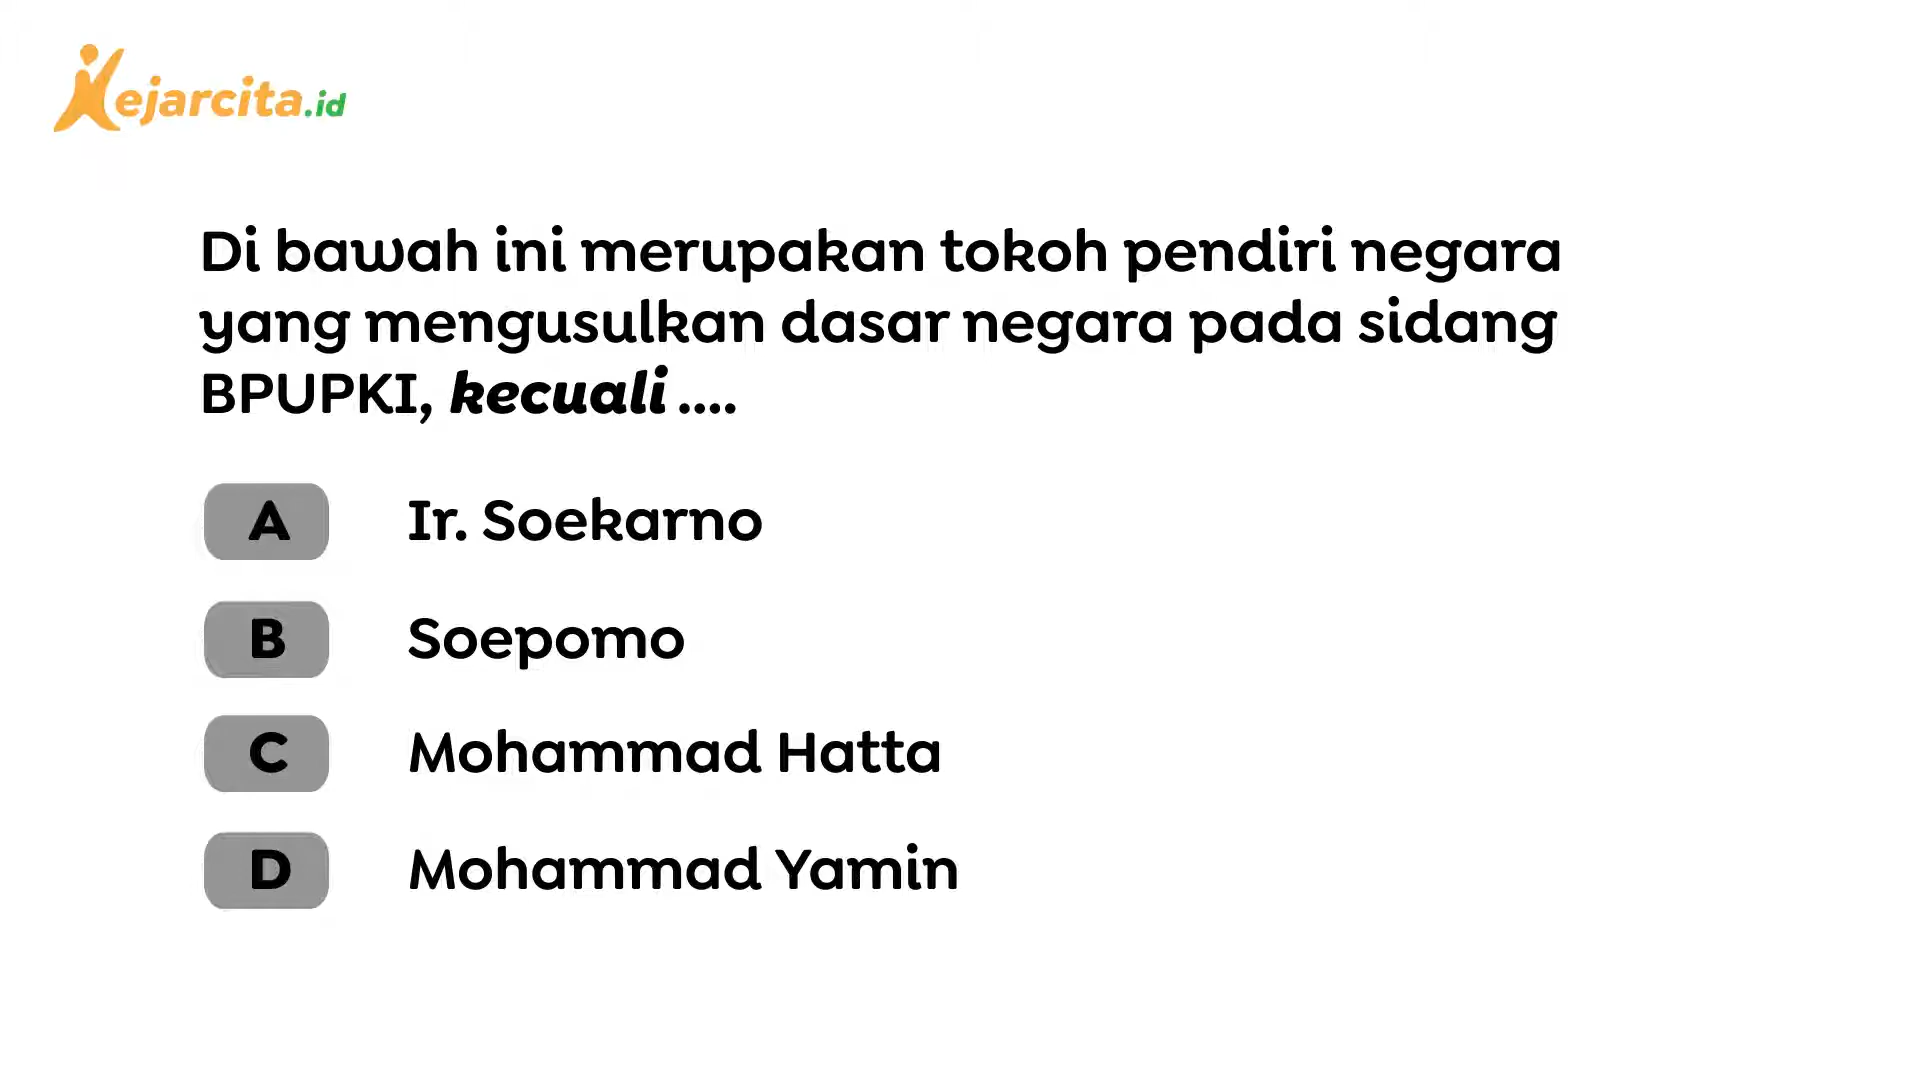 Kejarcita.id
Di bawah ini merupakan tokoh pendiri negara
yang mengusulkan dasar negara pada sidang
BPUPKI, kecuali ....
A Ir. Soekarno
B Soepomo
C Mohammad Hatta
D Mohammad Yamin